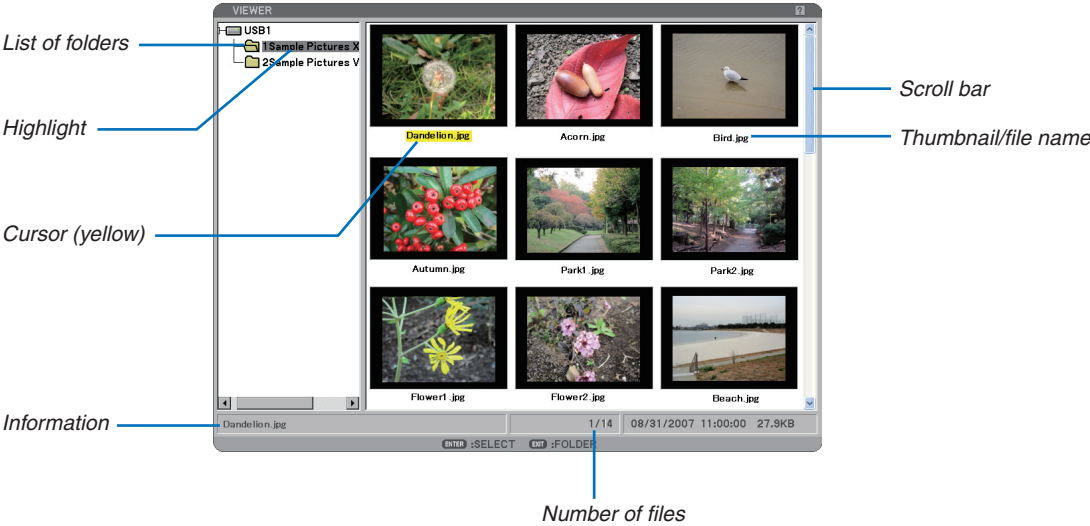 VIEWER ?
USB1
1Sample Pictures X
2Sample Pictures V
List of folders
Highlight
Cursor (yellow)
Information
Dandelion.jpg
Acorn.jpg
Bird.jpg
Autumn.jpg
Park1.jpg
Park2.jpg
Flower1.jpg
Flower2.jpg
Beach.jpg
Scroll bar
Thumbnail/file name
Dandelion.jpg
1/14
08/31/2007 11:00:00 27.9KB
ENTER :SELECT EXIT :FOLDER
Number of files